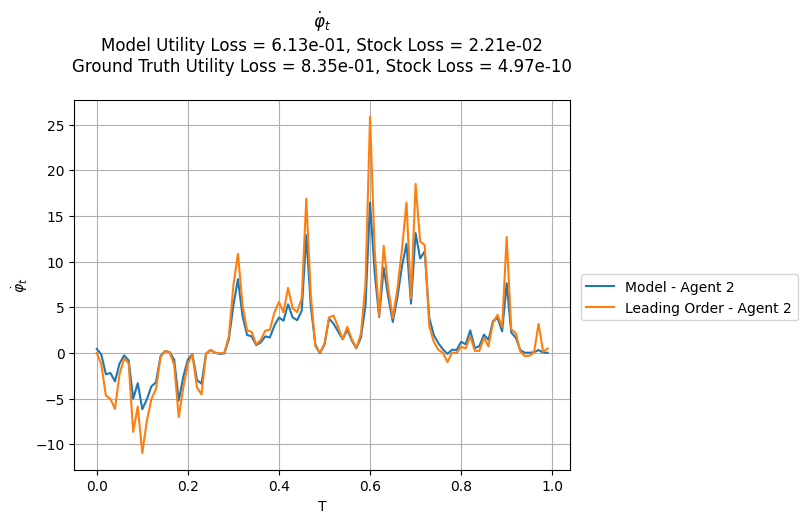 φ̇ₜ
Model Utility Loss = 6.13e-01, Stock Loss = 2.21e-02
Ground Truth Utility Loss = 8.35e-01, Stock Loss = 4.97e-10
25
20
15
10
5
0
−5
−10
φ̇ₜ
0.0 0.2 0.4 0.6 0.8 1.0
T
Model - Agent 2
Leading Order - Agent 2